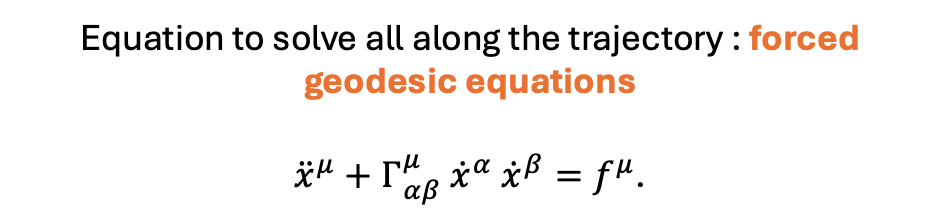 Equation to solve all along the trajectory : forced
geodesic equations
ẍ^μ + Γ^μ_αβ ẋ^α ẋ^β = f^μ.